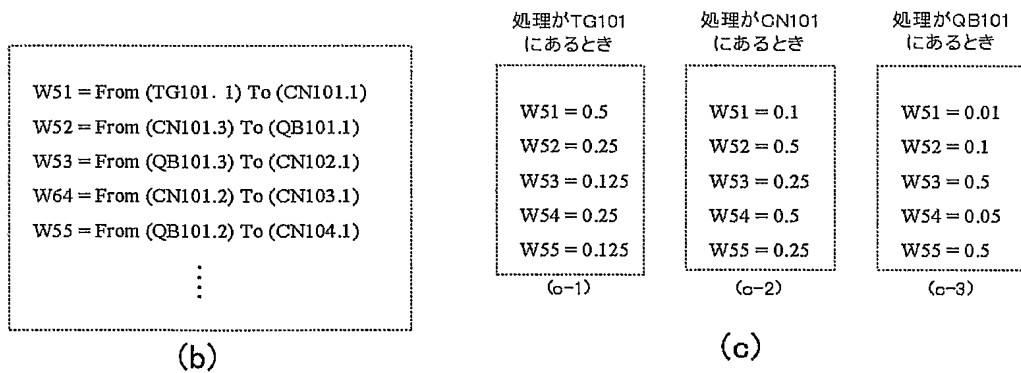 W51 = From (TG101. 1) To (CN101.1)
W52 = From (CN101.3) To (QB101.1)
W53 = From (QB101.3) To (CN102.1)
W64 = From (CN101.2) To (CN103.1)
W55 = From (QB101.2) To (CN104.1)
⋮
(b)
処理がTG101
にあるとき
W51 = 0.5
W52 = 0.25
W53 = 0.125
W54 = 0.25
W55 = 0.125
(c-1)
処理がCN101
にあるとき
W51 = 0.1
W52 = 0.5
W53 = 0.25
W54 = 0.5
W55 = 0.25
(c-2)
処理がQB101
にあるとき
W51 = 0.01
W52 = 0.1
W53 = 0.5
W54 = 0.05
W55 = 0.5
(c-3)
(c)